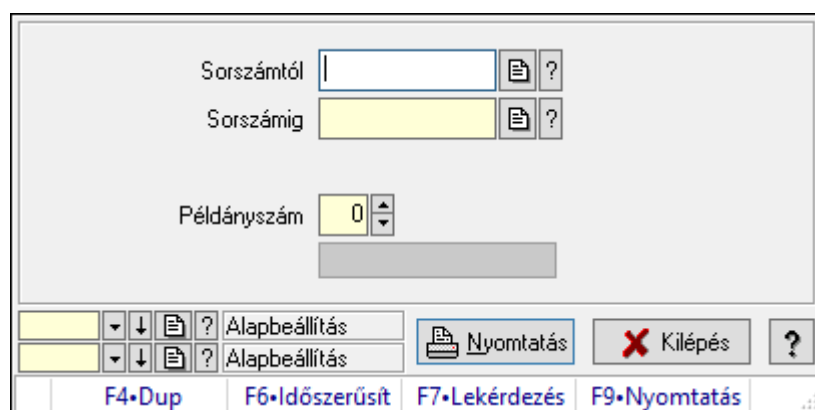 Sorszámtól ?
Sorszámig ?
Példányszám 0
? Alapbeállítás
? Alapbeállítás
Nyomtatás Kilépés ?
F4•Dup F6•Időszerűsít F7•Lekérdezés F9•Nyomtatás